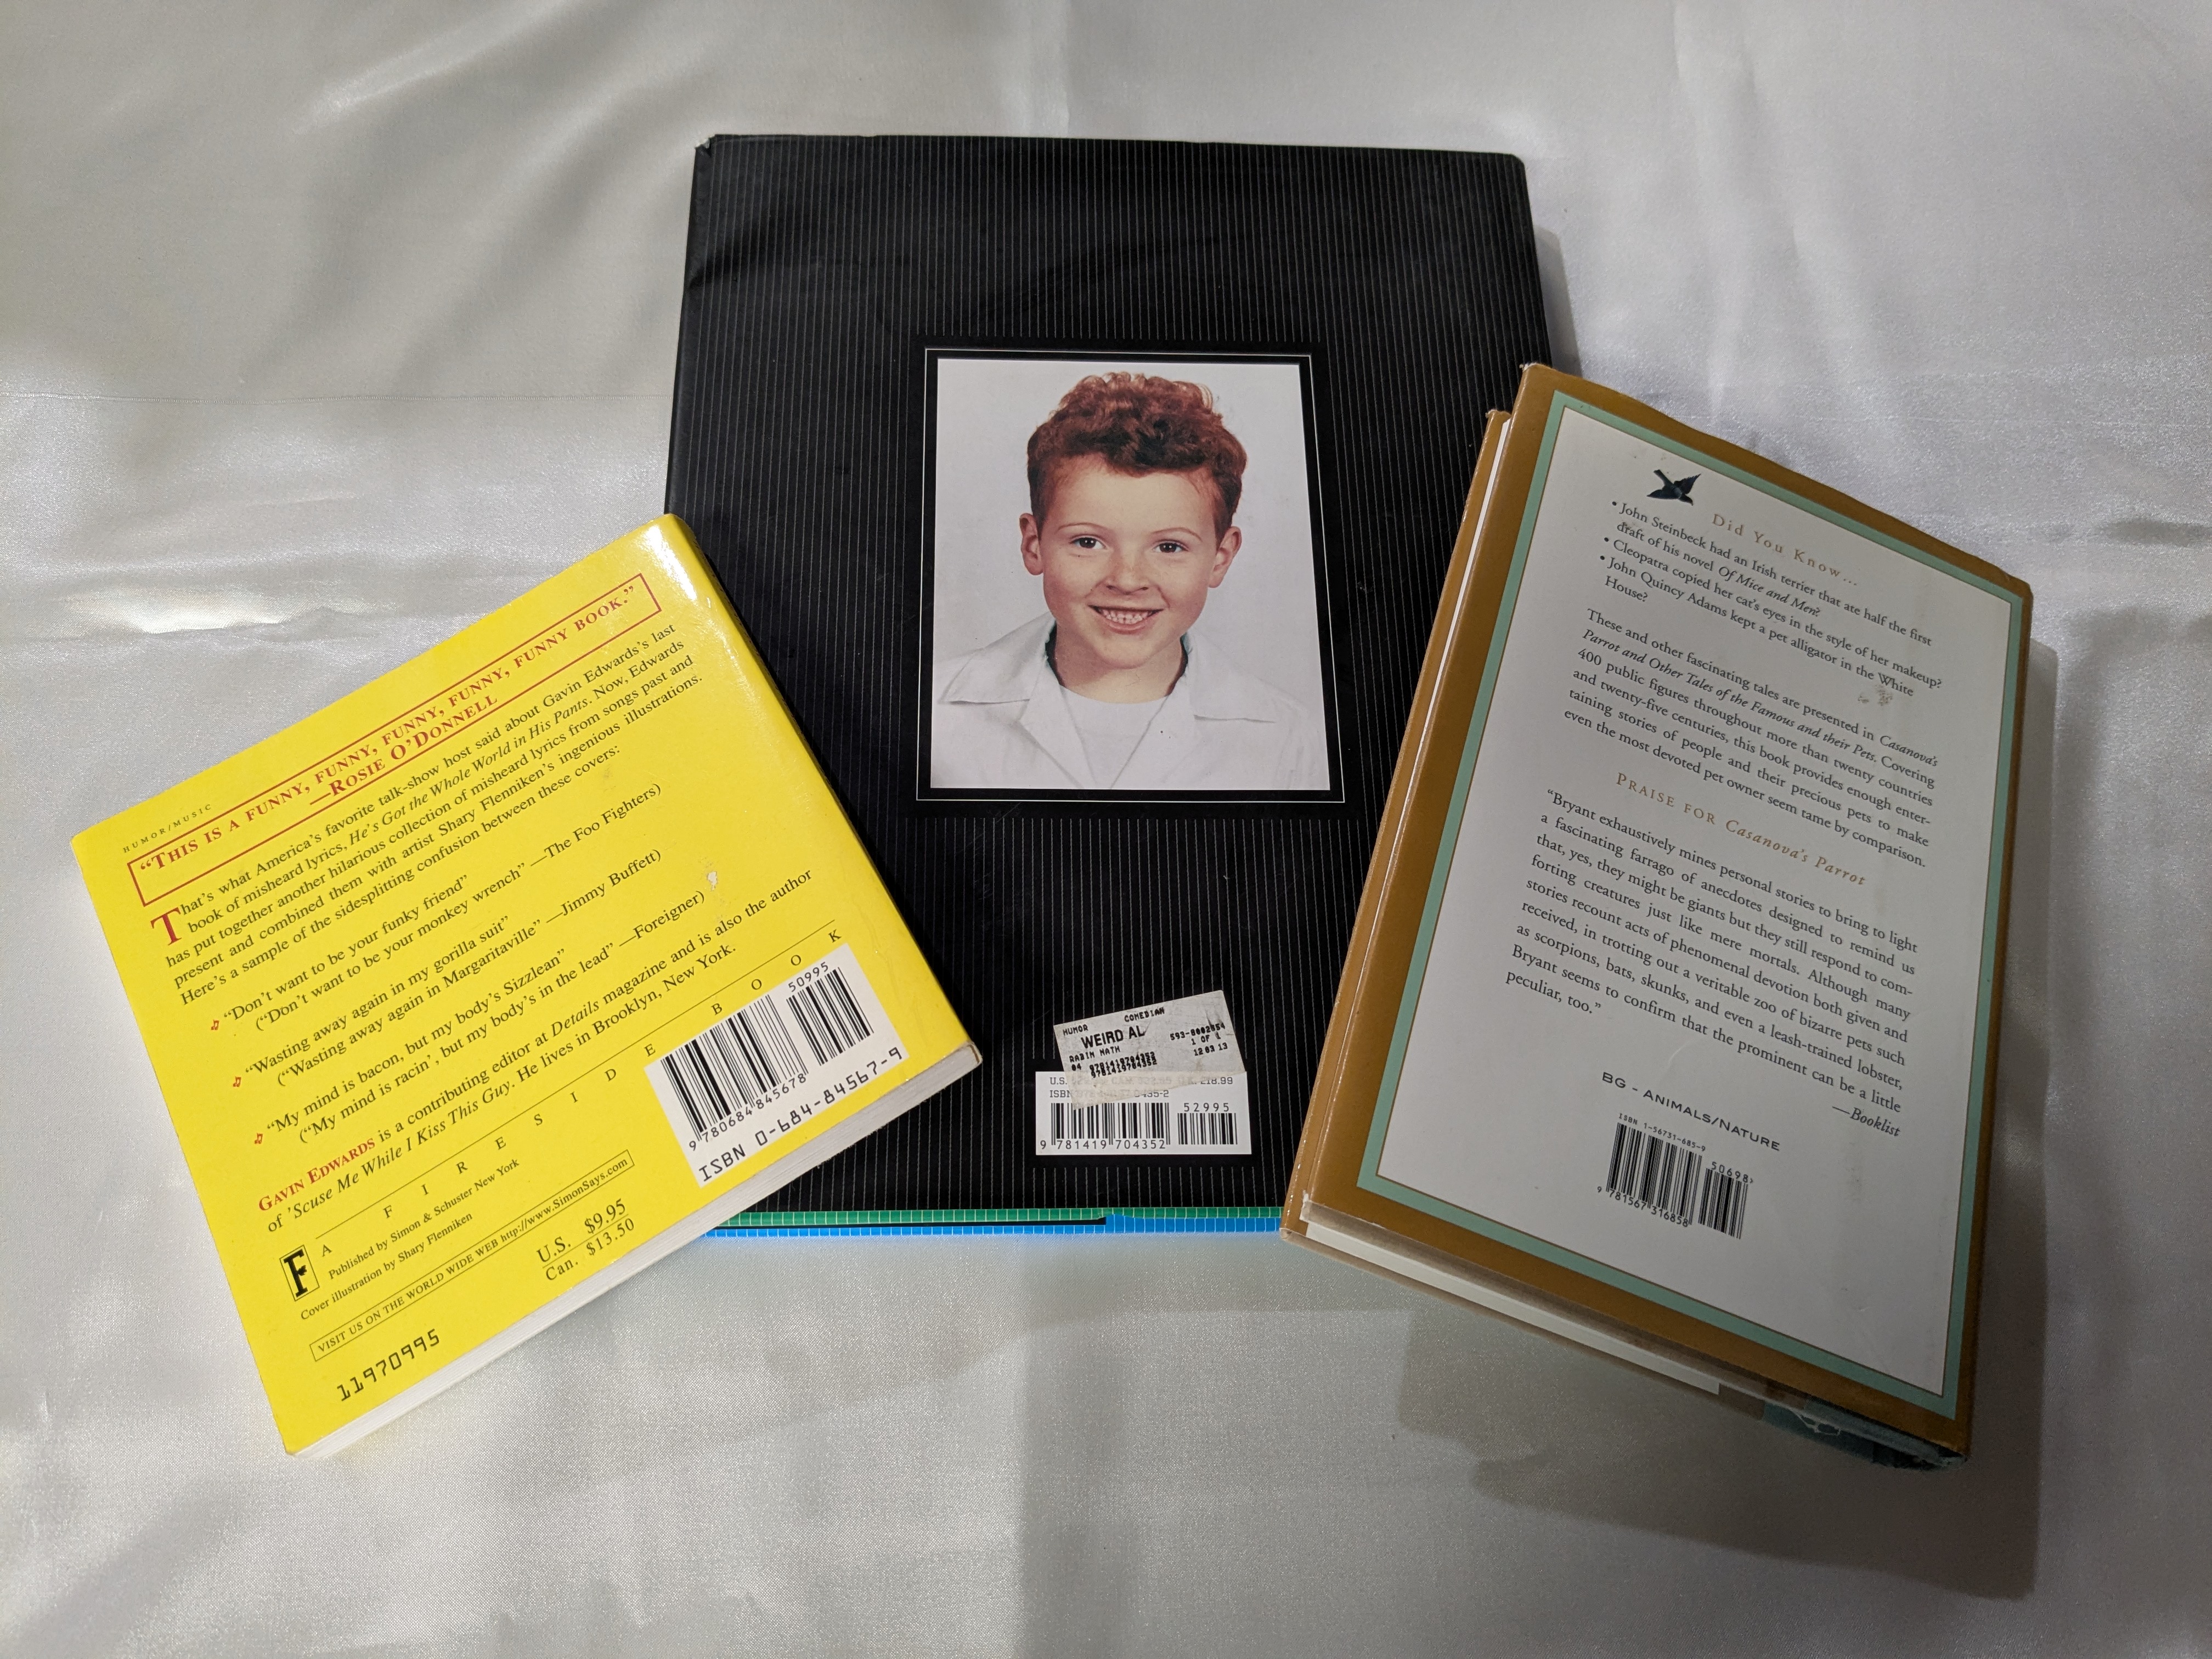 HUMOR/MUSIC
“THIS IS A FUNNY, FUNNY, FUNNY, FUNNY BOOK.”
—ROSIE O’DONNELL
That’s what America’s favorite talk-show host said about Gavin Edwards’s last
book of misheard lyrics, He’s Got the Whole World in His Pants. Now, Edwards
has put together another hilarious collection of misheard lyrics from songs past and
present and combined them with artist Shary Flenniken’s ingenious illustrations.
Here’s a sample of the sidesplitting confusion between these covers:
“Don’t want to be your funky friend”
(“Don’t want to be your monkey wrench” —The Foo Fighters)
“Wasting away again in my gorilla suit”
(“Wasting away again in Margaritaville” —Jimmy Buffett)
“My mind is bacon, but my body’s Sizzlean”
(“My mind is racin’, but my body’s in the lead” —Foreigner)
GAVIN EDWARDS is a contributing editor at Details magazine and is also the author
of ’Scuse Me While I Kiss This Guy. He lives in Brooklyn, New York.
A FIRESIDE BOOK
F
Published by Simon & Schuster New York
Cover illustration by Shary Flenniken
VISIT US ON THE WORLD WIDE WEB http://www.SimonSays.com
U.S. $9.95
Can. $13.50
11970995
50995
9 780684 845678
ISBN 0-684-84567-9
HUMOR COMEDIAN
WEIRD AL
593-8002854
RABIN NATH 1 OF 1
04 9781419704352 12 03 13
9781419704352
U.S. £18.99
ISBN
52995
9 781419 704352
Did You Know...
• John Steinbeck had an Irish terrier that ate half the first
draft of his novel Of Mice and Men?
• Cleopatra copied her cat’s eyes in the style of her makeup?
• John Quincy Adams kept a pet alligator in the White
House?
These and other fascinating tales are presented in Casanova’s
Parrot and Other Tales of the Famous and their Pets. Covering
400 public figures throughout more than twenty countries
and twenty-five centuries, this book provides enough enter-
taining stories of people and their precious pets to make
even the most devoted pet owner seem tame by comparison.
PRAISE FOR Casanova’s Parrot
“Bryant exhaustively mines personal stories to bring to light
a fascinating farrago of anecdotes designed to remind us
that, yes, they might be giants but they still respond to com-
forting creatures just like mere mortals. Although many
stories recount acts of phenomenal devotion both given and
received, in trotting out a veritable zoo of bizarre pets such
as scorpions, bats, skunks, and even a leash-trained lobster,
Bryant seems to confirm that the prominent can be a little
peculiar, too.”
—Booklist
BG - ANIMALS/NATURE
ISBN 1-56731-685-9
50698>
9 781567 316858